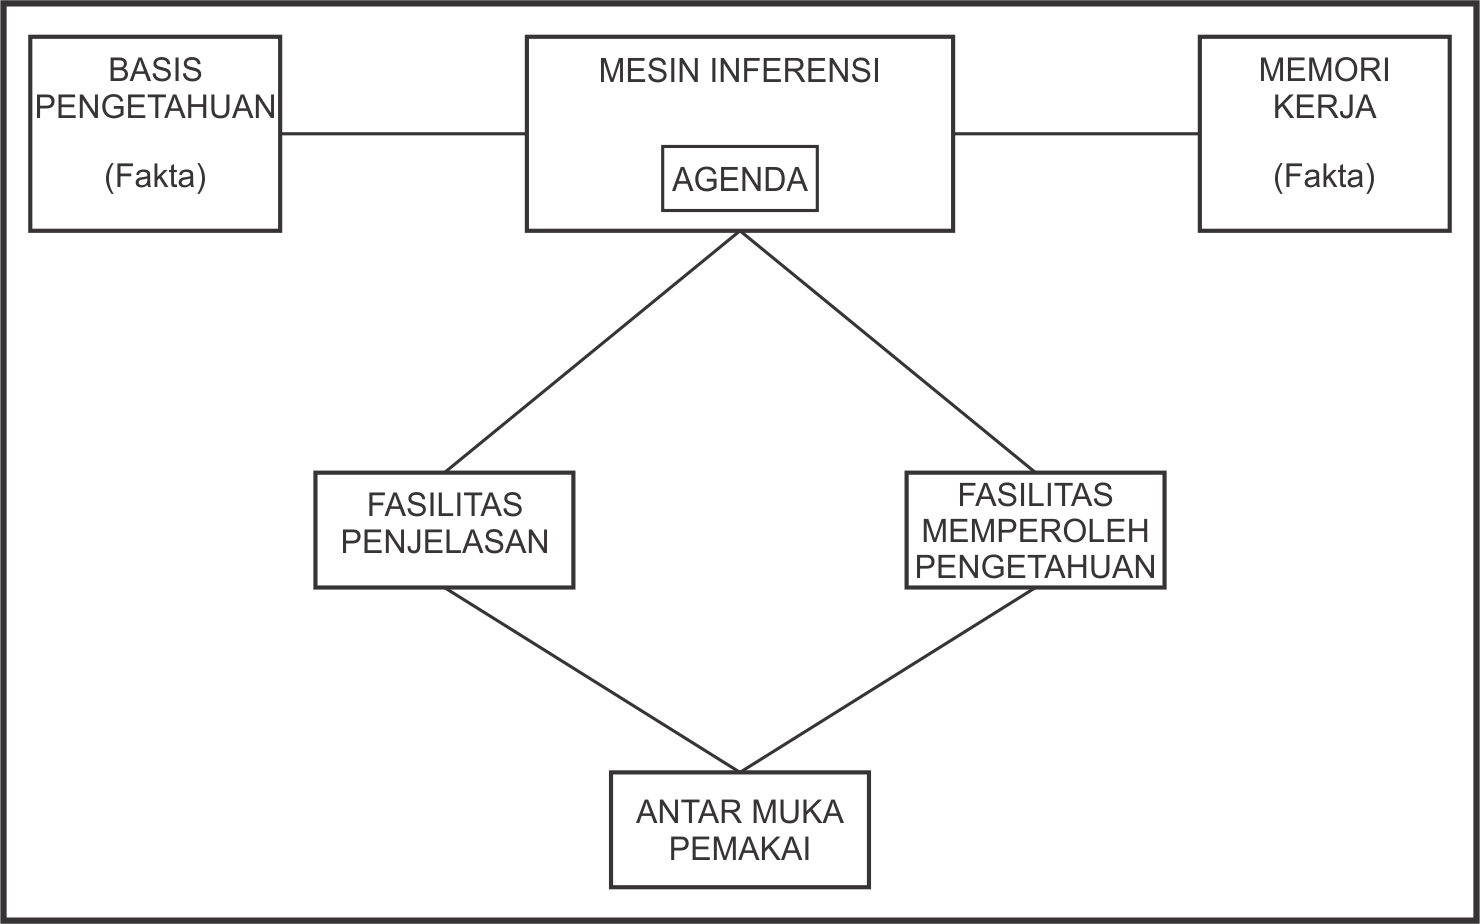 BASIS
PENGETAHUAN
(Fakta)
MESIN INFERENSI
AGENDA
MEMORI
KERJA
(Fakta)
FASILITAS
PENJELASAN
FASILITAS
MEMPEROLEH
PENGETAHUAN
ANTAR MUKA
PEMAKAI